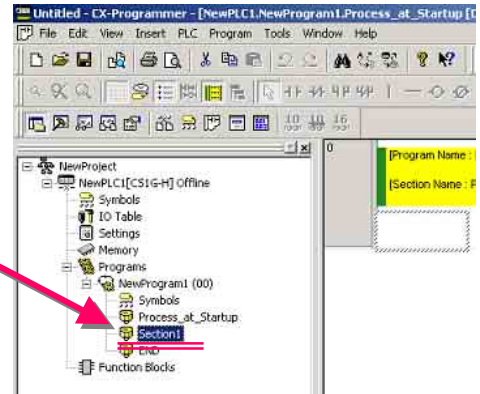 Untitled - CX-Programmer - [NewPLC1.NewProgram1.Process_at_Startup [D
File Edit View Insert PLC Program Tools Window Help
10 16
0
[Program Name :
[Section Name :
NewProject
NewPLC1[CS1G-H] Offline
Symbols
IO Table
Settings
Memory
Programs
NewProgram1 (00)
Symbols
Process_at_Startup
Section1
END
Function Blocks